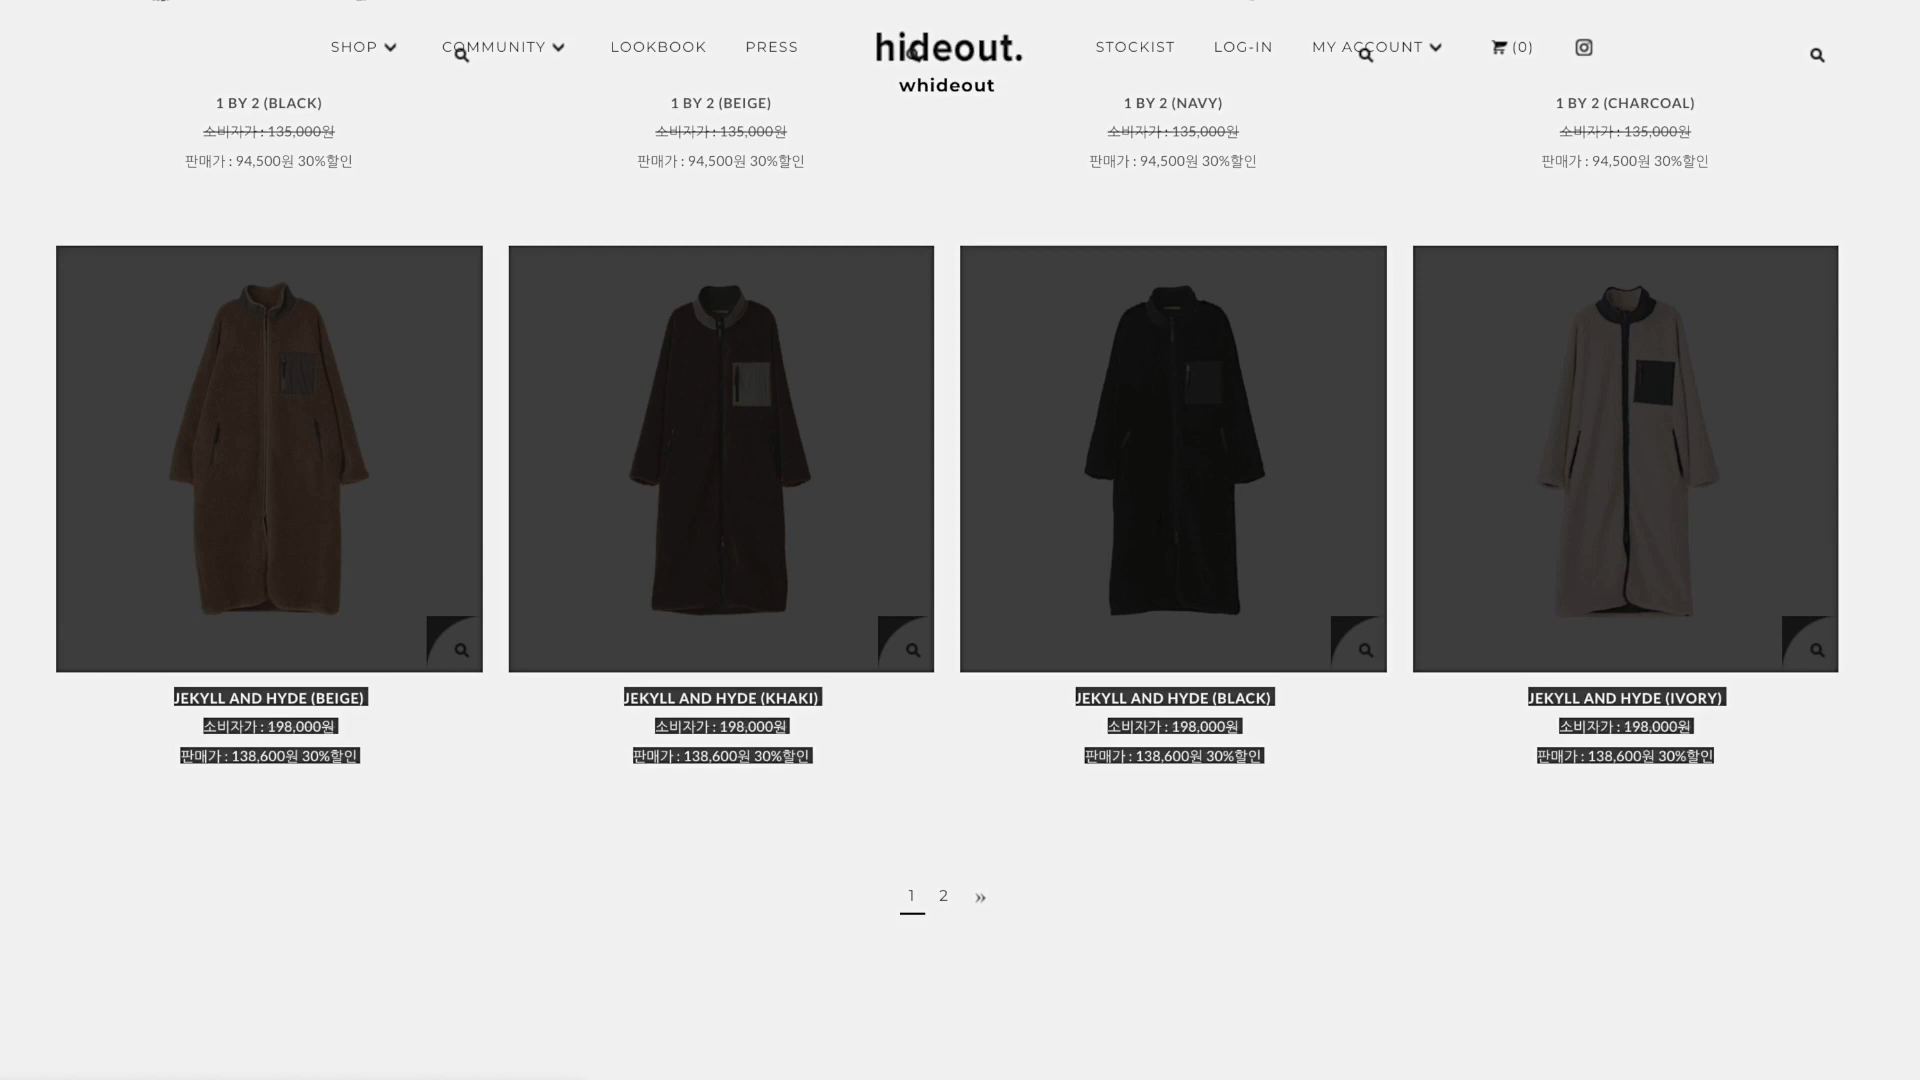 SHOP COMMUNITY LOOKBOOK PRESS hideout. STOCKIST LOG-IN MY ACCOUNT (0)
whideout
1 BY 2 (BLACK)
소비자가 : 135,000원
판매가 : 94,500원 30%할인
1 BY 2 (BEIGE)
소비자가 : 135,000원
판매가 : 94,500원 30%할인
1 BY 2 (NAVY)
소비자가 : 135,000원
판매가 : 94,500원 30%할인
1 BY 2 (CHARCOAL)
소비자가 : 135,000원
판매가 : 94,500원 30%할인
JEKYLL AND HYDE (BEIGE)
소비자가 : 198,000원
판매가 : 138,600원 30%할인
JEKYLL AND HYDE (KHAKI)
소비자가 : 198,000원
판매가 : 138,600원 30%할인
JEKYLL AND HYDE (BLACK)
소비자가 : 198,000원
판매가 : 138,600원 30%할인
JEKYLL AND HYDE (IVORY)
소비자가 : 198,000원
판매가 : 138,600원 30%할인
1 2 »